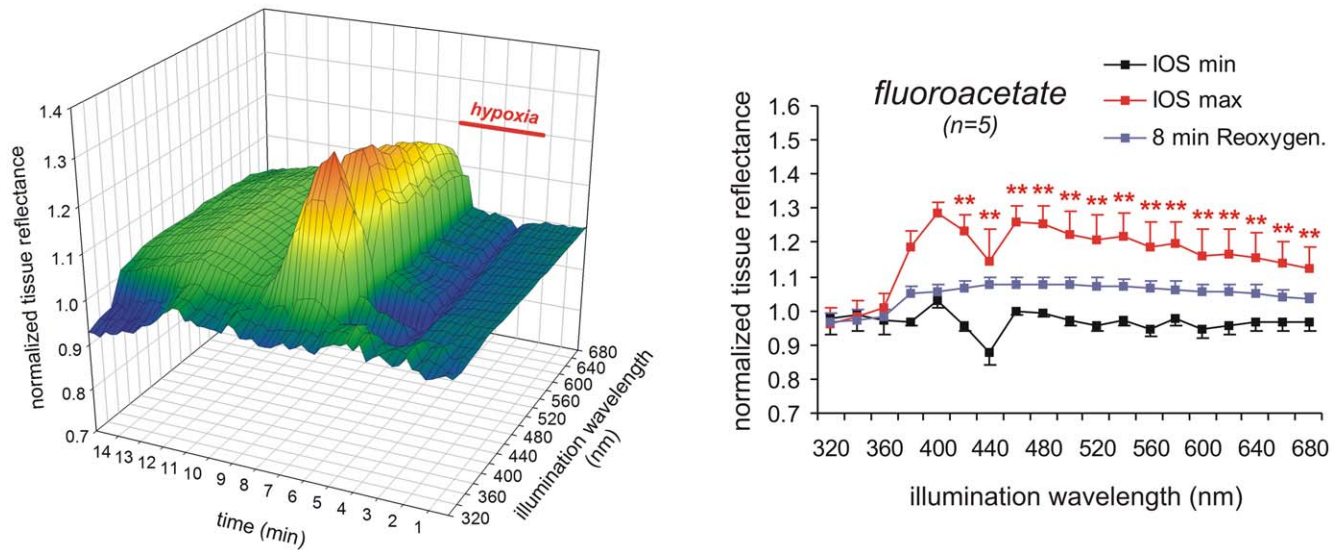 1.4
1.3
1.2
1.1
1.0
0.9
0.8
0.7
normalized tissue reflectance
hypoxia
14 13 12 11 10 9 8 7 6 5 4 3 2 1
time (min)
680
640
600
560
520
480
440
400
360
320
illumination wavelength
(nm)
IOS min
IOS max
8 min Reoxygen.
fluoroacetate
(n=5)
1.6
1.5
1.4
1.3
1.2
1.1
1.0
0.9
0.7
normalized tissue reflectance
** ** ** ** ** ** ** ** ** ** ** ** ** **
320 360 400 440 480 520 560 600 640 680
illumination wavelength (nm)